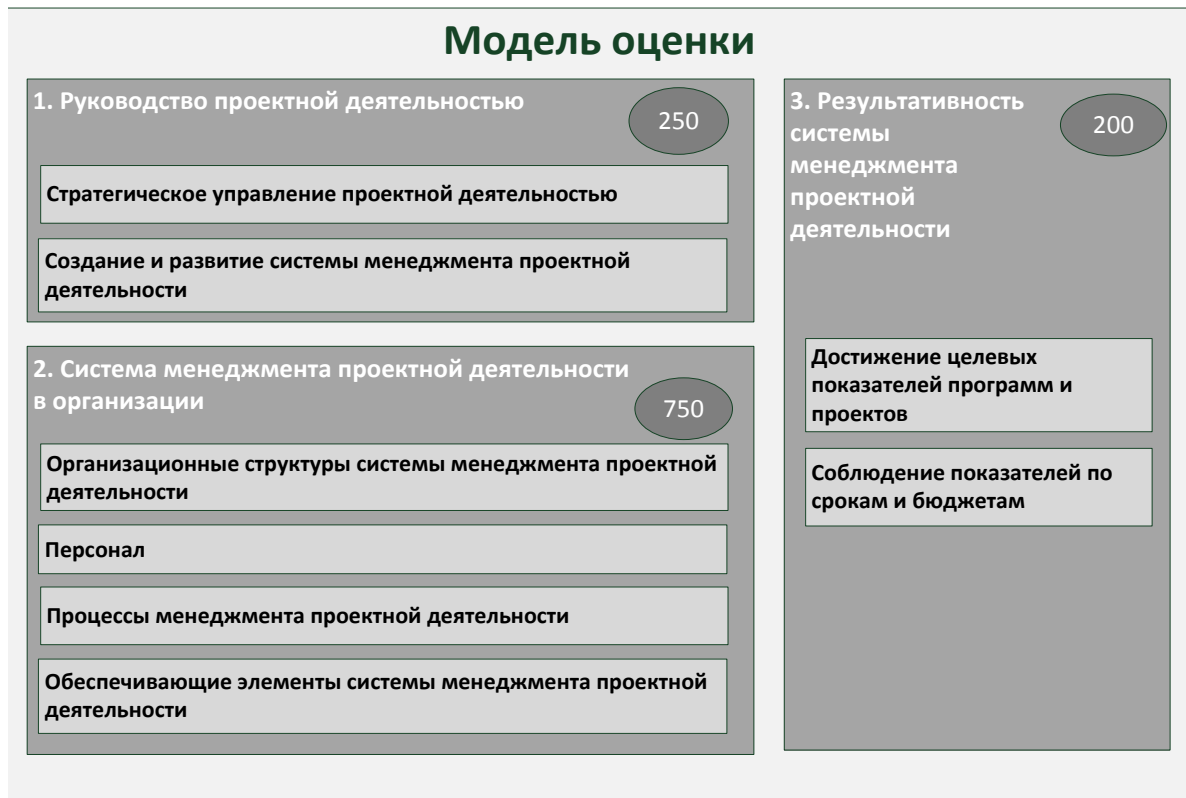 Модель оценки
1. Руководство проектной деятельностью
250
Стратегическое управление проектной деятельностью
Создание и развитие системы менеджмента проектной
деятельности
2. Система менеджмента проектной деятельности
в организации
750
Организационные структуры системы менеджмента проектной
деятельности
Персонал
Процессы менеджмента проектной деятельности
Обеспечивающие элементы системы менеджмента проектной
деятельности
3. Результативность
системы
менеджмента
проектной
деятельности
200
Достижение целевых
показателей программ и
проектов
Соблюдение показателей по
срокам и бюджетам